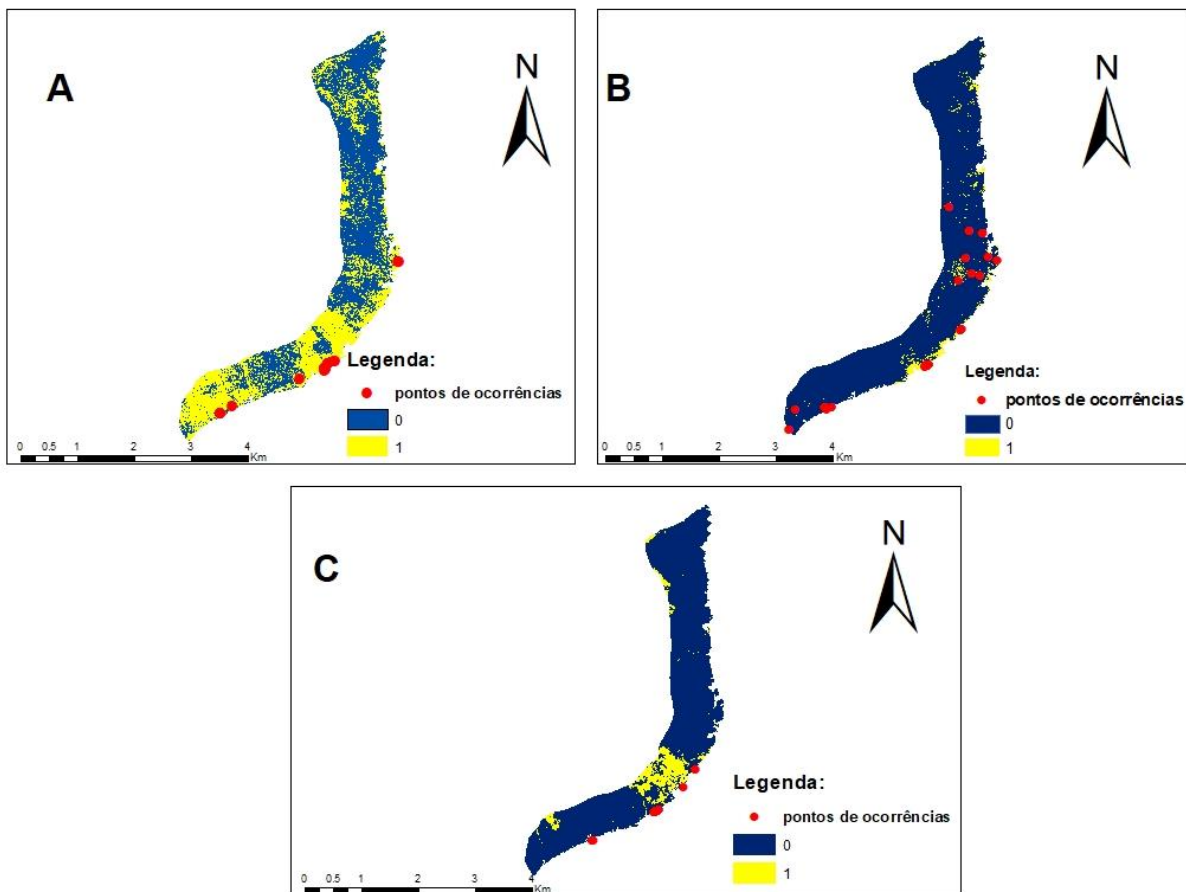 A
N
Legenda:
pontos de ocorrências
0
1
0 0.5 1 2 3 4
Km
B
N
Legenda:
pontos de ocorrências
0
1
0 0.5 1 2 3 4
Km
C
N
Legenda:
pontos de ocorrências
0
1
0 0.5 1 2 3 4
Km